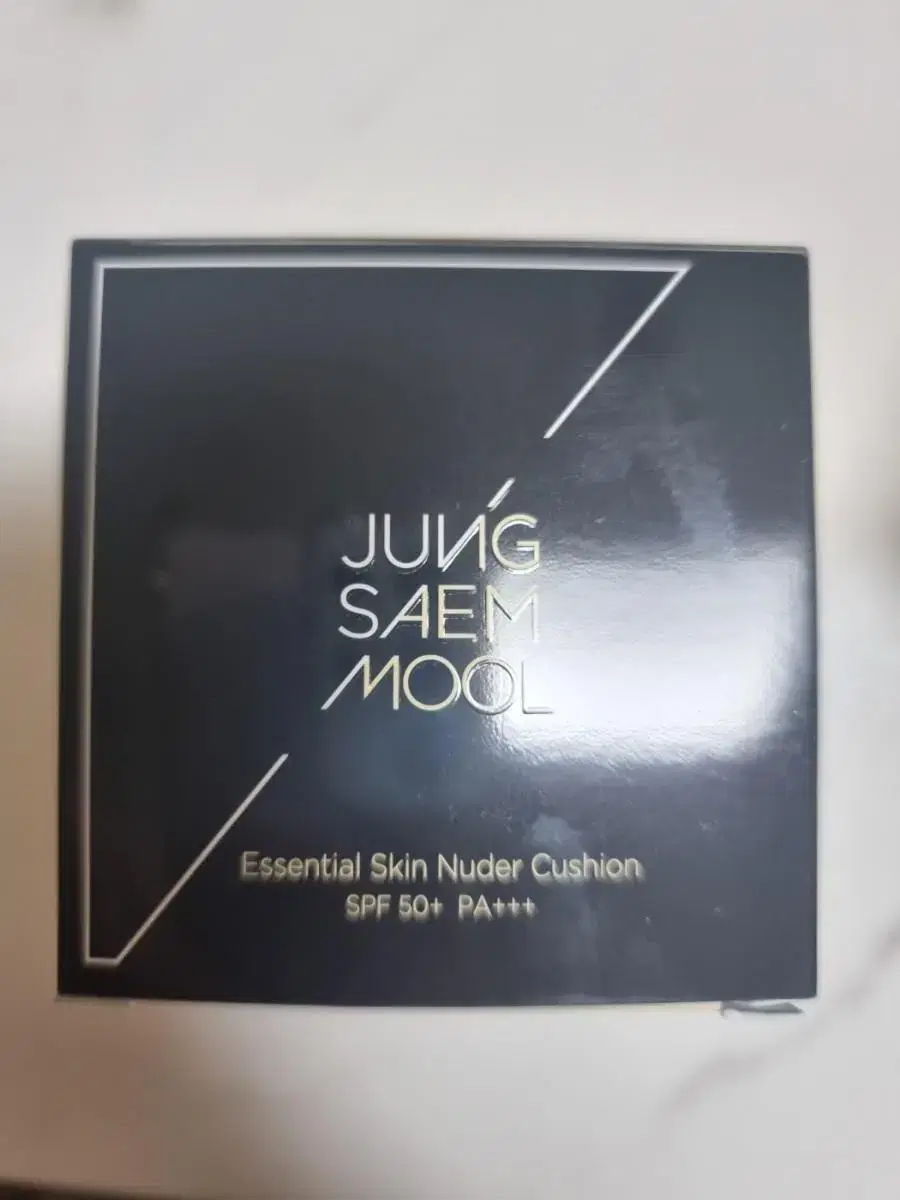 JUNG
SAEM
MOOL
Essential Skin Nuder Cushion
SPF 50+ PA+++